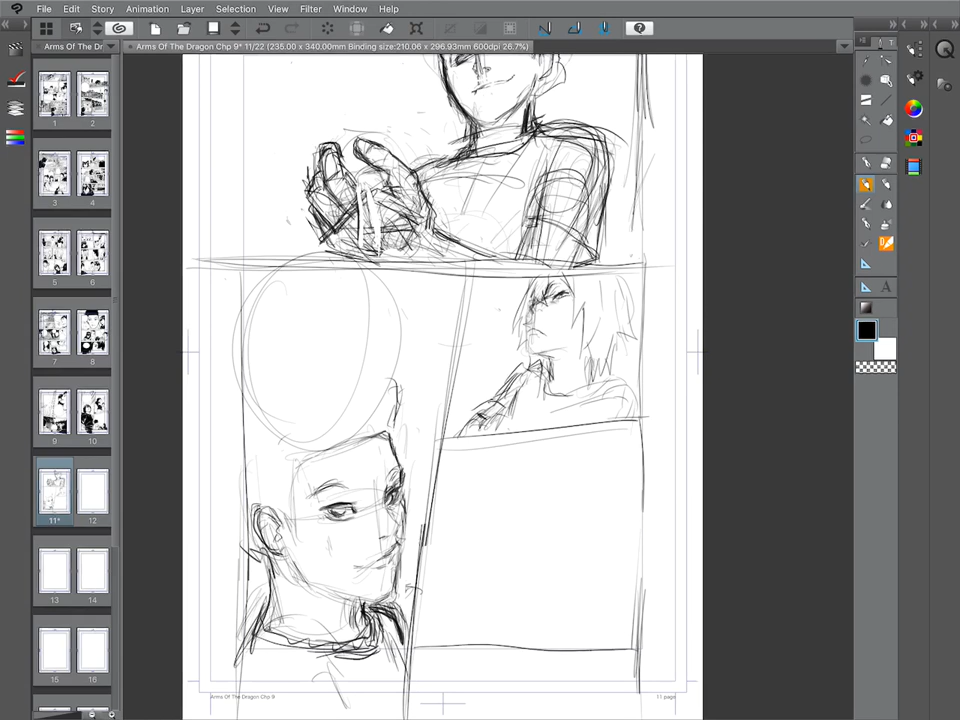 File Edit Story Animation Layer Selection View Filter Window Help
Arms Of The Dr
Arms Of The Dragon Chp 9* 11/22 (235.00 x 340.00mm Binding size:210.06 x 296.93mm 600dpi 26.7%)
1 2
3 4
5 6
7 8
9 10
11* 12
13 14
15 16
Arms Of The Dragon Chp 9
11 page